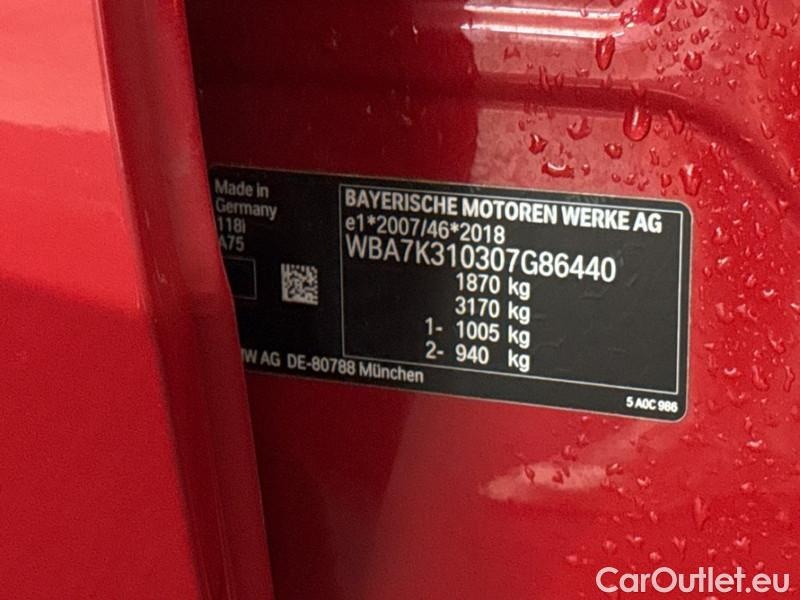 Made in
Germany
118i
A75
BAYERISCHE MOTOREN WERKE AG
e1*2007/46*2018
WBA7K310307G86440
1870 kg
3170 kg
1- 1005 kg
2- 940 kg
W AG DE-80788 München
5 A0C 986
CarOutlet.eu